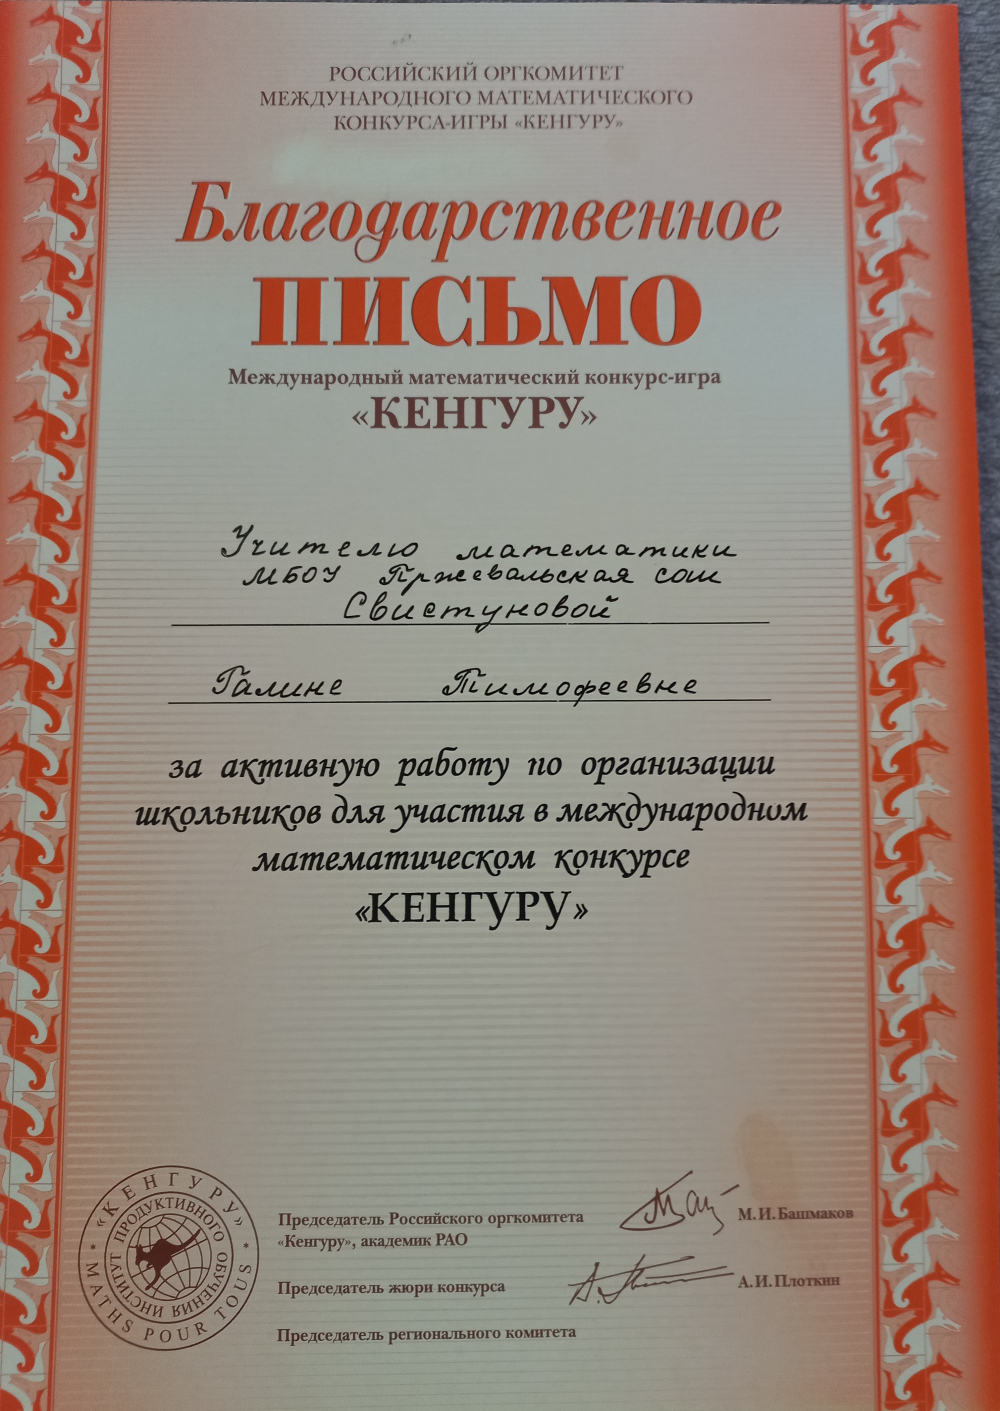 РОССИЙСКИЙ ОРГКОМИТЕТ
МЕЖДУНАРОДНОГО МАТЕМАТИЧЕСКОГО
КОНКУРСА-ИГРЫ «КЕНГУРУ»
Благодарственное
ПИСЬМО
Международный математический конкурс-игра
«КЕНГУРУ»
Учителю математики
МБОУ Пржевальская сош
Свистуновой
Галине Тимофеевне
за активную работу по организации
школьников для участия в международном
математическом конкурсе
«КЕНГУРУ»
Председатель Российского оргкомитета
«Кенгуру», академик РАО
М. И. Башмаков
Председатель жюри конкурса
А. И. Плоткин
Председатель регионального комитета
«КЕНГУРУ»
MATHS POUR TOUS
ИНСТИТУТ ПРОДУКТИВНОГО ОБУЧЕНИЯ